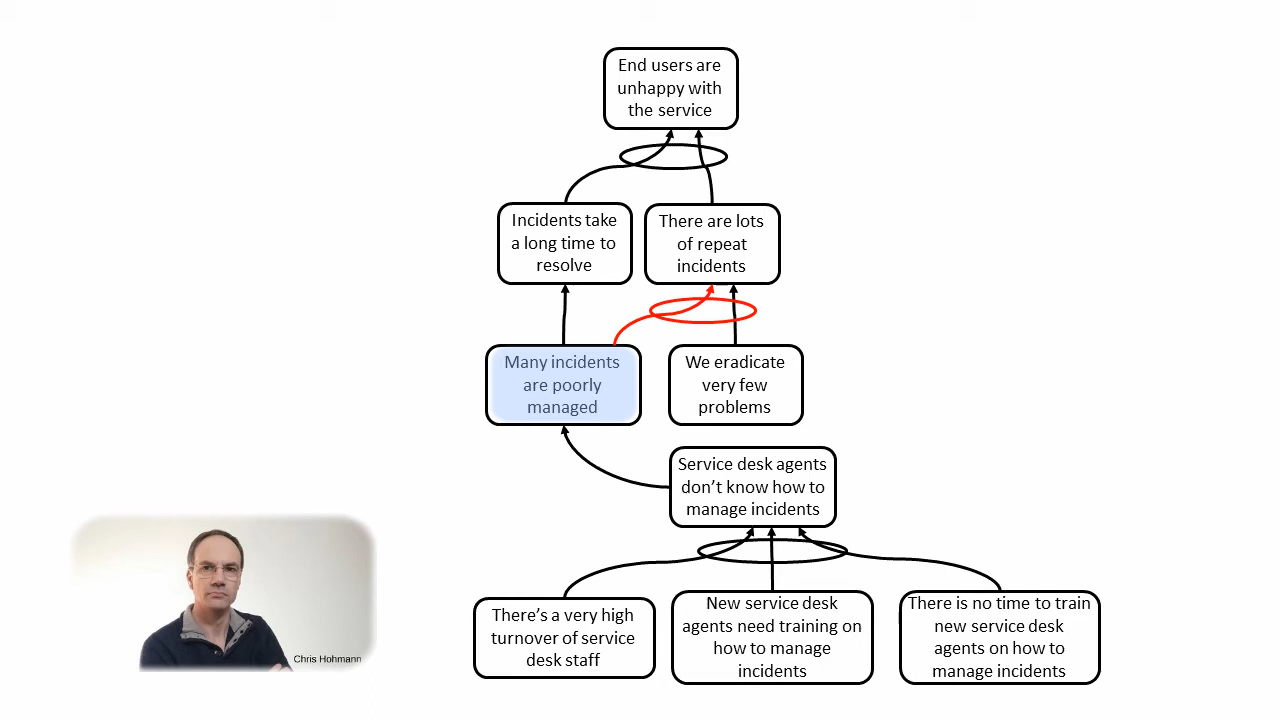 End users are
unhappy with
the service
Incidents take
a long time to
resolve
There are lots
of repeat
incidents
Many incidents
are poorly
managed
We eradicate
very few
problems
Service desk agents
don't know how to
manage incidents
There's a very high
turnover of service
desk staff
New service desk
agents need training on
how to manage
incidents
There is no time to train
new service desk
agents on how to
manage incidents
Chris Hohmann